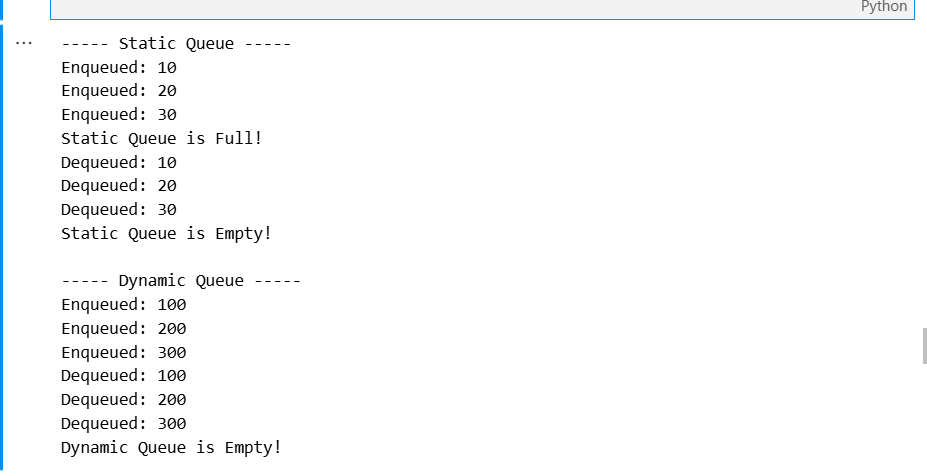 Python
... ----- Static Queue -----
Enqueued: 10
Enqueued: 20
Enqueued: 30
Static Queue is Full!
Dequeued: 10
Dequeued: 20
Dequeued: 30
Static Queue is Empty!

----- Dynamic Queue -----
Enqueued: 100
Enqueued: 200
Enqueued: 300
Dequeued: 100
Dequeued: 200
Dequeued: 300
Dynamic Queue is Empty!